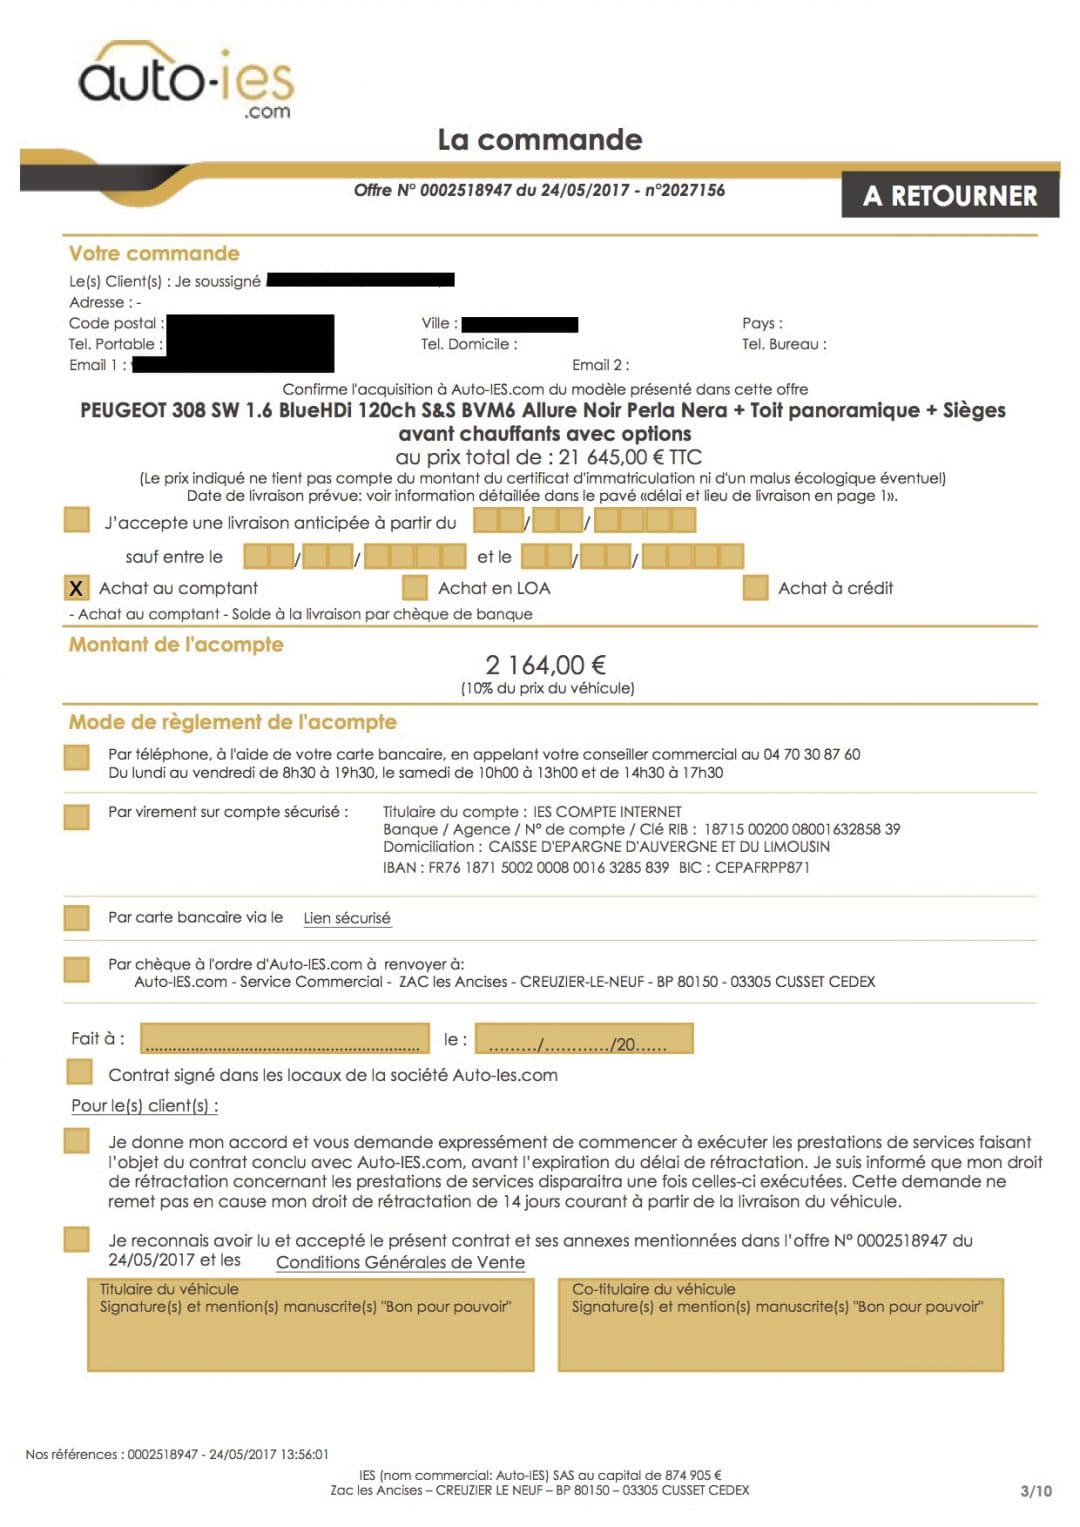 auto-ies
.com
La commande
Offre N° 0002518947 du 24/05/2017 - n°2027156
A RETOURNER
Votre commande
Le(s) Client(s) : Je soussigné
Adresse : -
Code postal : Ville : Pays :
Tel. Portable : Tel. Domicile : Tel. Bureau :
Email 1 : Email 2 :
Confirme l'acquisition à Auto-IES.com du modèle présenté dans cette offre
PEUGEOT 308 SW 1.6 BlueHDi 120ch S&S BVM6 Allure Noir Perla Nera + Toit panoramique + Sièges
avant chauffants avec options
au prix total de : 21 645,00 € TTC
(Le prix indiqué ne tient pas compte du montant du certificat d'immatriculation ni d'un malus écologique éventuel)
Date de livraison prévue: voir information détaillée dans le pavé «délai et lieu de livraison en page 1».
J'accepte une livraison anticipée à partir du / /
sauf entre le / / et le / /
X Achat au comptant Achat en LOA Achat à crédit
- Achat au comptant - Solde à la livraison par chèque de banque
Montant de l'acompte
2 164,00 €
(10% du prix du véhicule)
Mode de règlement de l'acompte
Par téléphone, à l'aide de votre carte bancaire, en appelant votre conseiller commercial au 04 70 30 87 60
Du lundi au vendredi de 8h30 à 19h30, le samedi de 10h00 à 13h00 et de 14h30 à 17h30
Par virement sur compte sécurisé : Titulaire du compte : IES COMPTE INTERNET
Banque / Agence / N° de compte / Clé RIB : 18715 00200 08001632858 39
Domiciliation : CAISSE D'EPARGNE D'AUVERGNE ET DU LIMOUSIN
IBAN : FR76 1871 5002 0008 0016 3285 839 BIC : CEPAFRPP871
Par carte bancaire via le Lien sécurisé
Par chèque à l'ordre d'Auto-IES.com à renvoyer à:
Auto-IES.com - Service Commercial - ZAC les Ancises - CREUZIER-LE-NEUF - BP 80150 - 03305 CUSSET CEDEX
Fait à : ............................................................ le : ........./.........../20......
Contrat signé dans les locaux de la société Auto-Ies.com
Pour le(s) client(s) :
Je donne mon accord et vous demande expressément de commencer à exécuter les prestations de services faisant
l'objet du contrat conclu avec Auto-IES.com, avant l'expiration du délai de rétractation. Je suis informé que mon droit
de rétractation concernant les prestations de services disparaitra une fois celles-ci exécutées. Cette demande ne
remet pas en cause mon droit de rétractation de 14 jours courant à partir de la livraison du véhicule.
Je reconnais avoir lu et accepté le présent contrat et ses annexes mentionnées dans l'offre N° 0002518947 du
24/05/2017 et les Conditions Générales de Vente
Titulaire du véhicule
Signature(s) et mention(s) manuscrite(s) "Bon pour pouvoir"
Co-titulaire du véhicule
Signature(s) et mention(s) manuscrite(s) "Bon pour pouvoir"
Nos références : 0002518947 - 24/05/2017 13:56:01
IES (nom commercial: Auto-IES) SAS au capital de 874 905 €
Zac les Ancises – CREUZIER LE NEUF – BP 80150 – 03305 CUSSET CEDEX
3/10